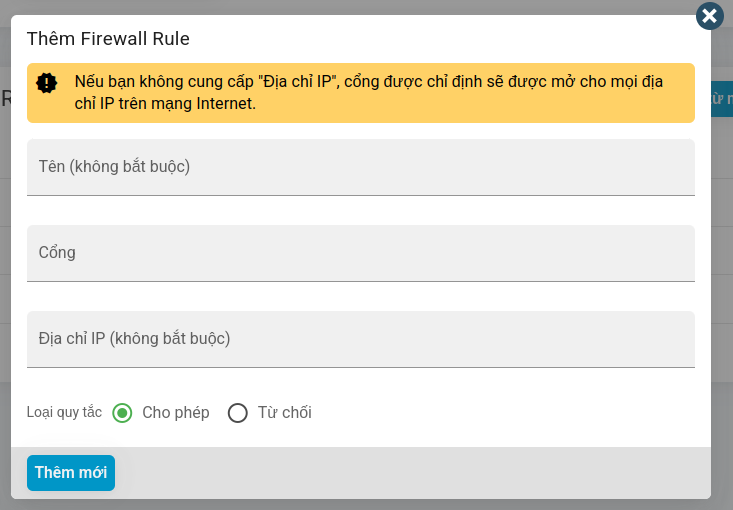 Thêm Firewall Rule
Nếu bạn không cung cấp "Địa chỉ IP", cổng được chỉ định sẽ được mở cho mọi địa
chỉ IP trên mạng Internet.
Tên (không bắt buộc)
Cổng
Địa chỉ IP (không bắt buộc)
Loại quy tắc Cho phép Từ chối
Thêm mới